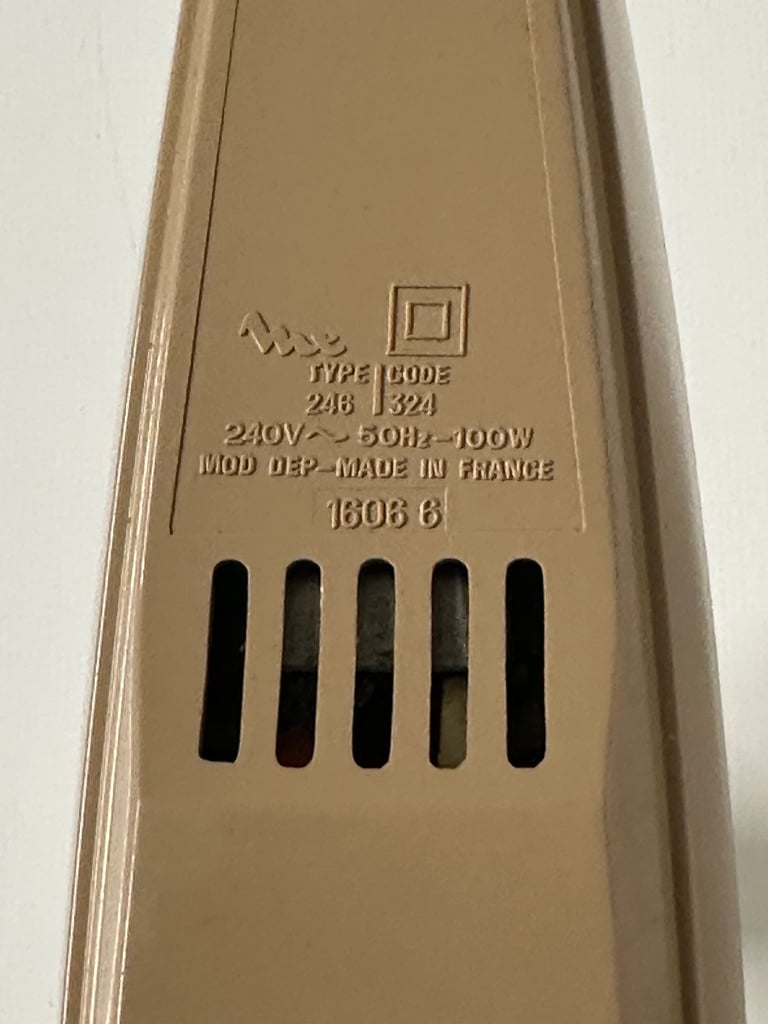 TYPE CODE
246 324
240V~50Hz-100W
MOD DEP-MADE IN FRANCE
1606 6